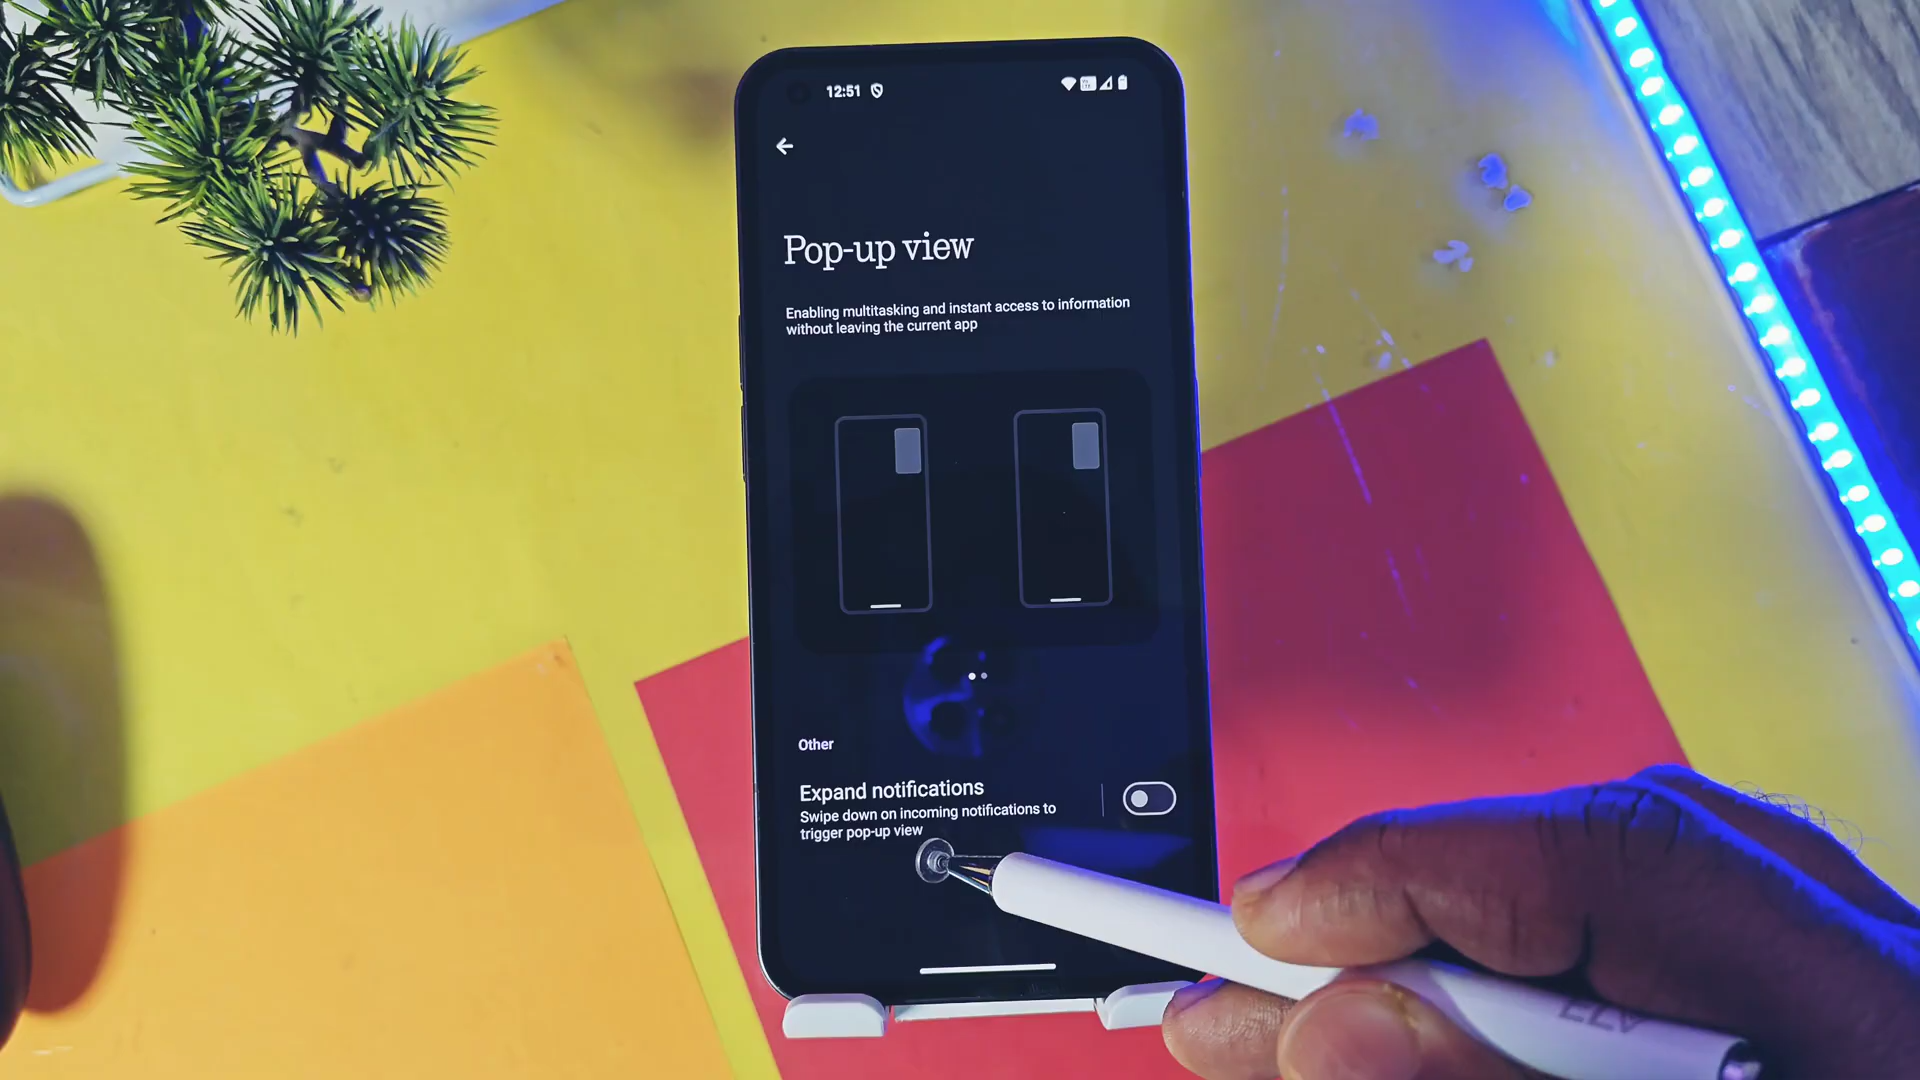 12:51
Pop-up view
Enabling multitasking and instant access to information
without leaving the current app
Other
Expand notifications
Swipe down on incoming notifications to
trigger pop-up view